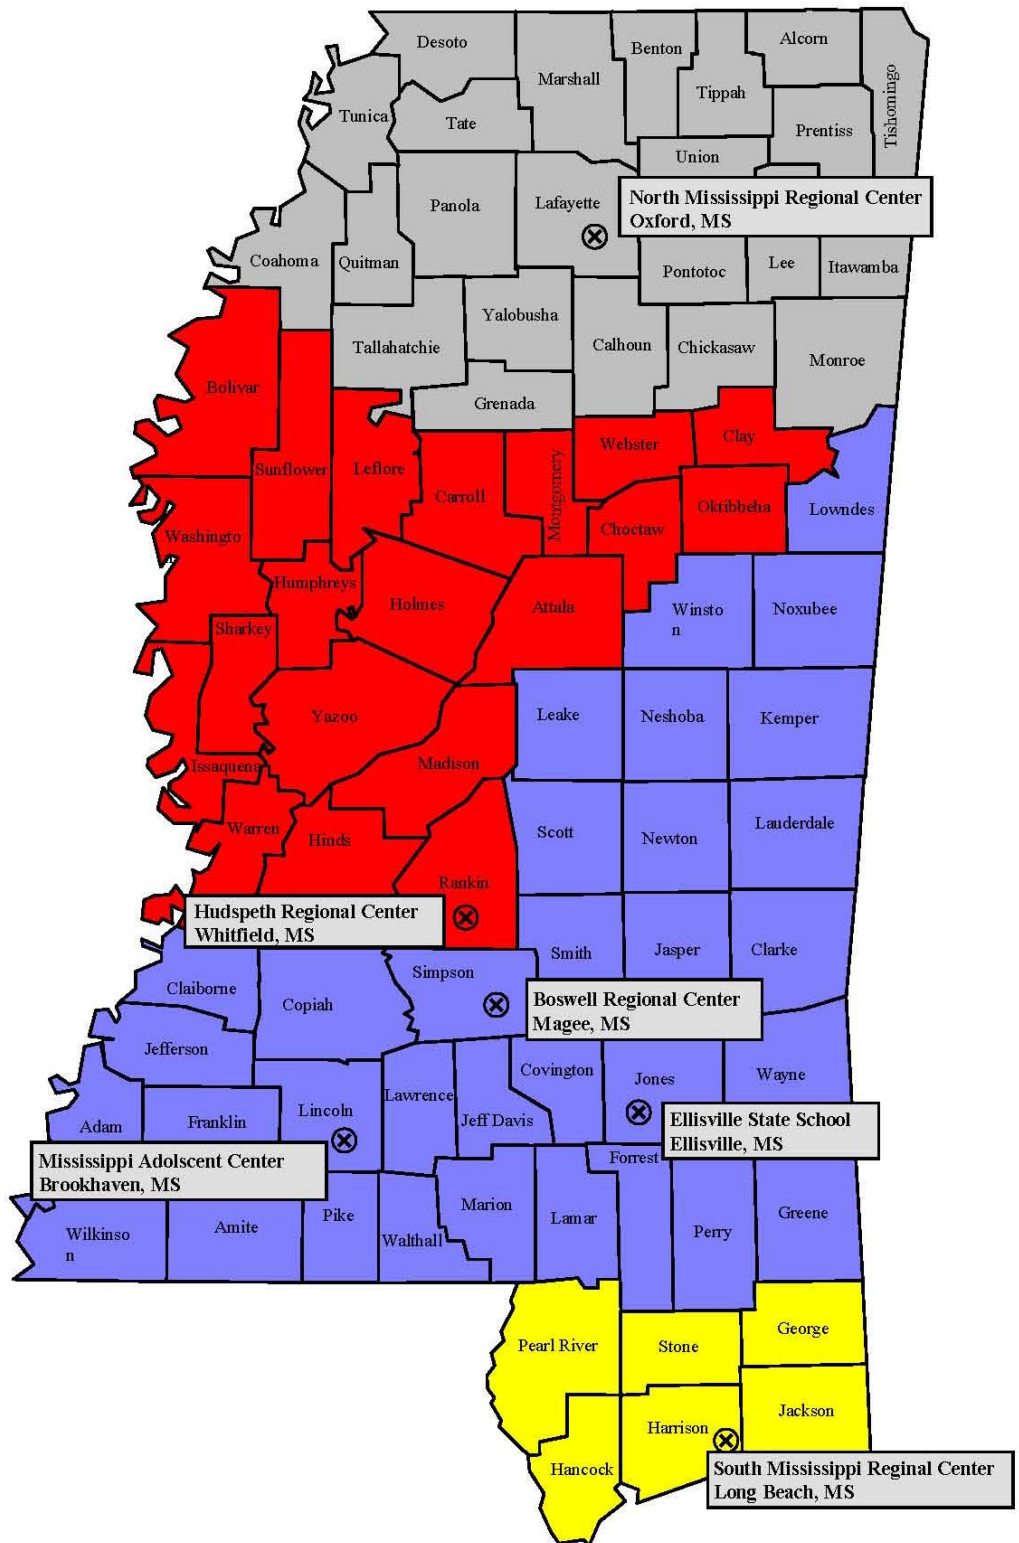 Desoto
Marshall
Benton
Tippah
Alcorn
Tishomingo
Tunica
Tate
Union
Prentiss
Panola
Lafayette
North Mississippi Regional Center
Oxford, MS
Coahoma
Quitman
Pontotoc
Lee
Itawamba
Tallahatchie
Yalobusha
Calhoun
Chickasaw
Monroe
Bolivar
Grenada
Sunflower
Leflore
Carroll
Montgomery
Webster
Clay
Washingto
n
Choctaw
Oktibbeha
Lowndes
Humphreys
Holmes
Attala
Winsto
n
Noxubee
Sharkey
Yazoo
Leake
Neshoba
Kemper
Issaquena
Madison
Warren
Hinds
Scott
Newton
Lauderdale
Rankin
Hudspeth Regional Center
Whitfield, MS
Smith
Jasper
Clarke
Claiborne
Copiah
Simpson
Boswell Regional Center
Magee, MS
Jefferson
Lawrence
Jeff Davis
Covington
Jones
Wayne
Adam
Franklin
Lincoln
Ellisville State School
Ellisville, MS
Mississippi Adolscent Center
Brookhaven, MS
Forrest
Wilkinso
n
Amite
Pike
Walthall
Marion
Lamar
Perry
Greene
Pearl River
Stone
George
Hancock
Harrison
Jackson
South Mississippi Reginal Center
Long Beach, MS